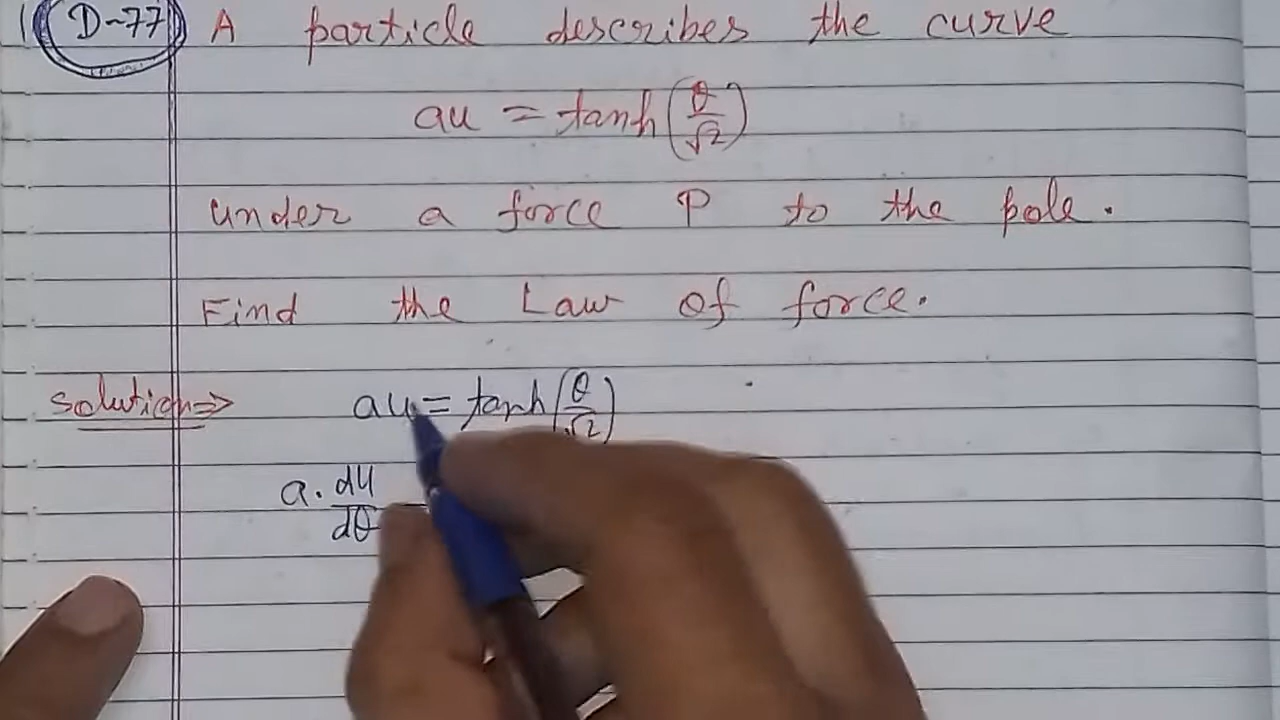 D-77 A particle describes the curve
au = tanh(θ/√2)
under a force P to the pole.
Find the Law of force.
Solution⇒ au = tanh(θ/√2)
a. du/dθ